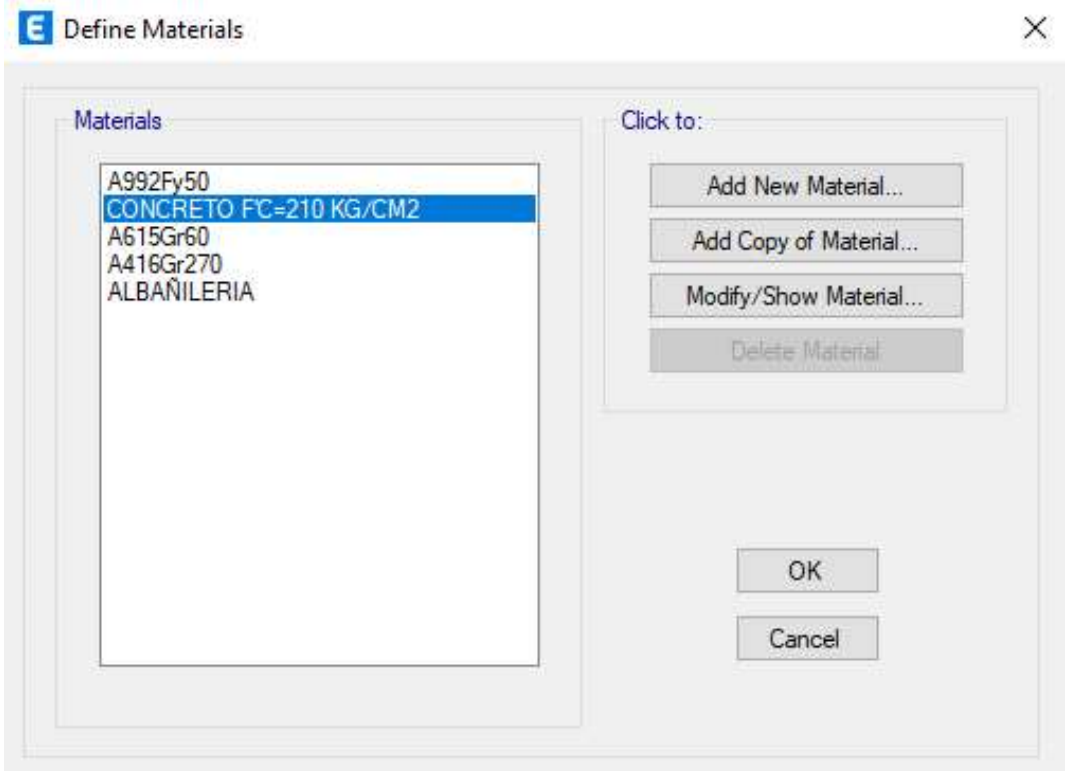 Define Materials
Materials
A992Fy50
CONCRETO F'C=210 KG/CM2
A615Gr60
A416Gr270
ALBAÑILERIA
Click to:
Add New Material...
Add Copy of Material...
Modify/Show Material...
Delete Material
OK
Cancel